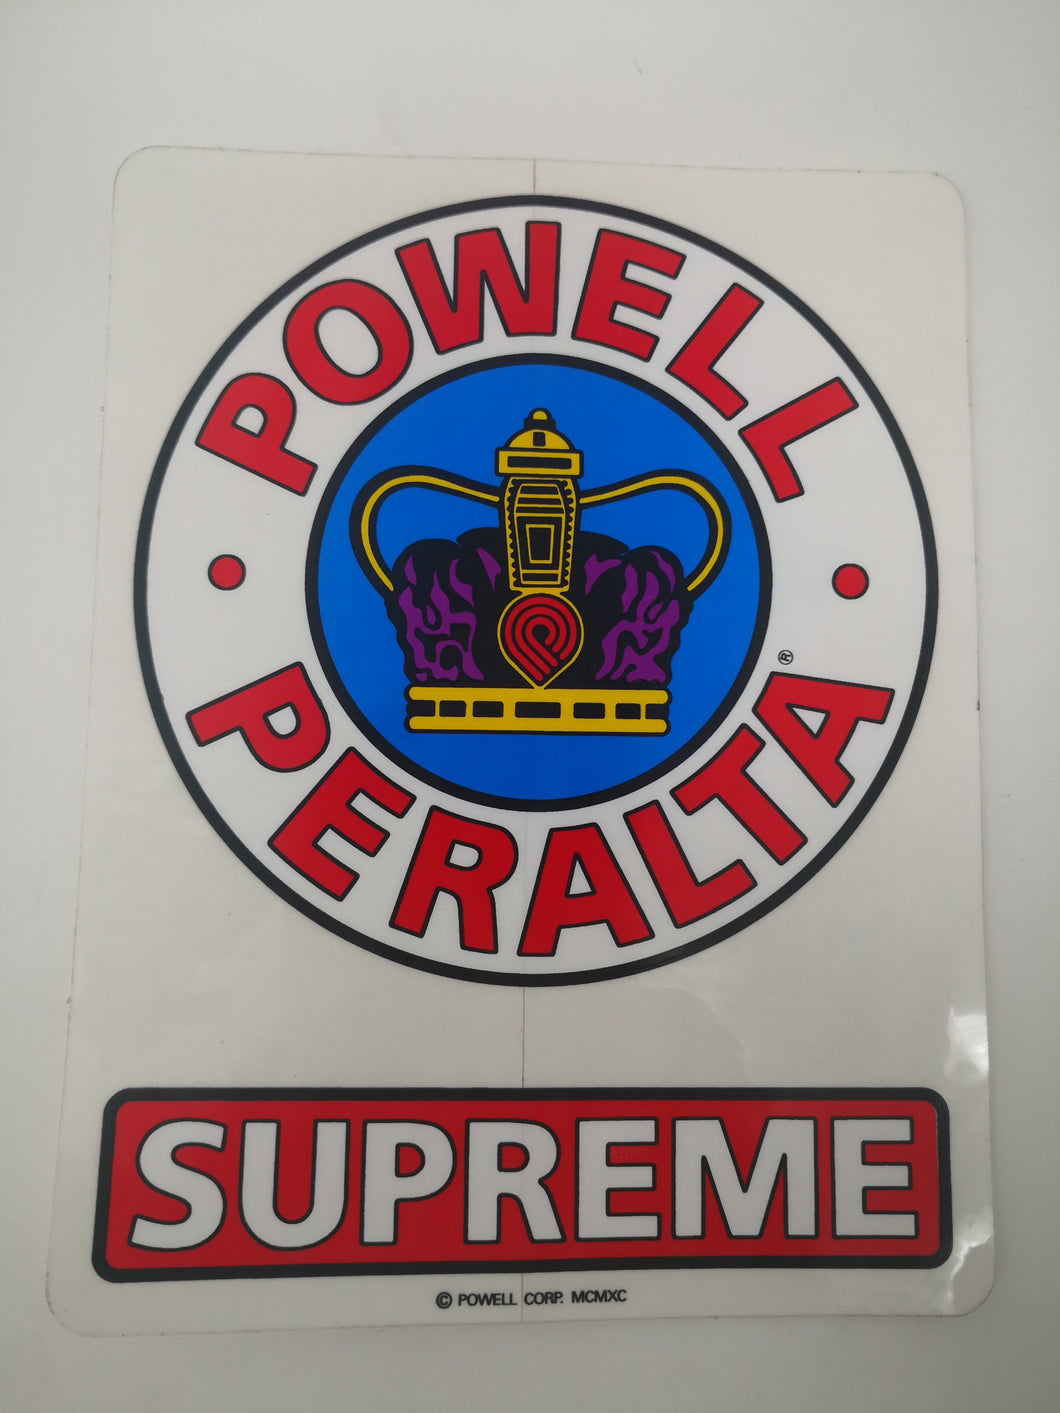 POWELL
PERALTA®
SUPREME
© POWELL CORP. MCMXC